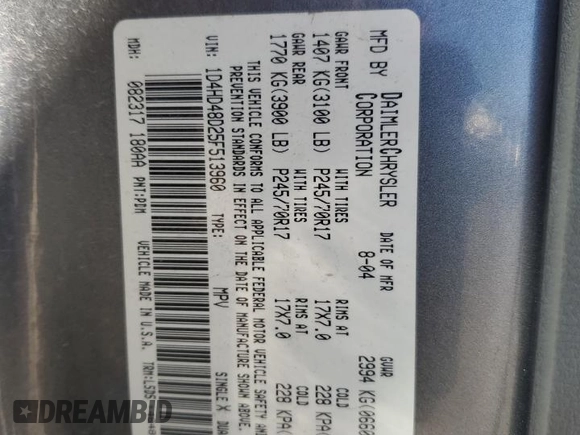 MFD BY DAIMLERCHRYSLER CORPORATION
DATE OF MFR 8-04
GVWR 2994 KG(
GAWR FRONT WITH TIRES RIMS AT COLD
1407 KG(3100 LB) P245/70R17 17X7.0 228 KPA(
GAWR REAR WITH TIRES RIMS AT COLD
1770 KG(3900 LB) P245/70R17 17X7.0 228 KPA(
THIS VEHICLE CONFORMS TO ALL APPLICABLE FEDERAL MOTOR VEHICLE SAFETY
PREVENTION STANDARDS IN EFFECT ON THE DATE OF MANUFACTURE SHOWN ABOVE.
VIN: 1D4HD48D25F513960 TYPE: MPV SINGLE X
MDH: 082317 180AA PNT:PDM VEHICLE MADE IN U.S.A. TRM:
DREAMBID